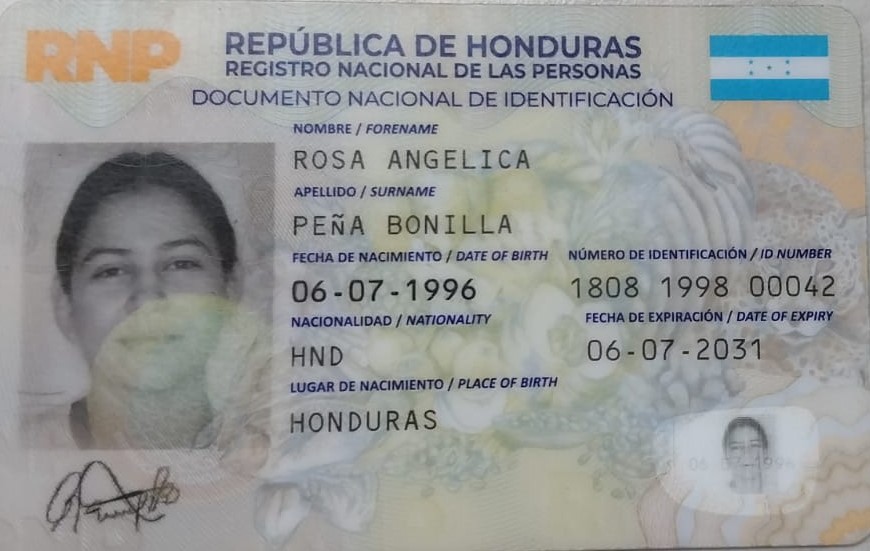 RNP
REPÚBLICA DE HONDURAS
REGISTRO NACIONAL DE LAS PERSONAS
DOCUMENTO NACIONAL DE IDENTIFICACIÓN
NOMBRE / FORENAME
ROSA ANGELICA
APELLIDO / SURNAME
PEÑA BONILLA
FECHA DE NACIMIENTO / DATE OF BIRTH
06-07-1996
NÚMERO DE IDENTIFICACIÓN / ID NUMBER
1808 1998 00042
NACIONALIDAD / NATIONALITY
HND
FECHA DE EXPIRACIÓN / DATE OF EXPIRY
06-07-2031
LUGAR DE NACIMIENTO / PLACE OF BIRTH
HONDURAS